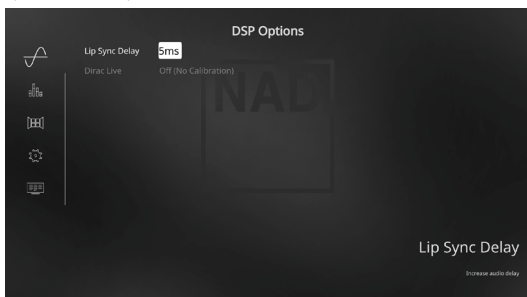 DSP Options
Lip Sync Delay 5ms
Dirac Live Off (No Calibration)
NAD
Lip Sync Delay
Increase audio delay